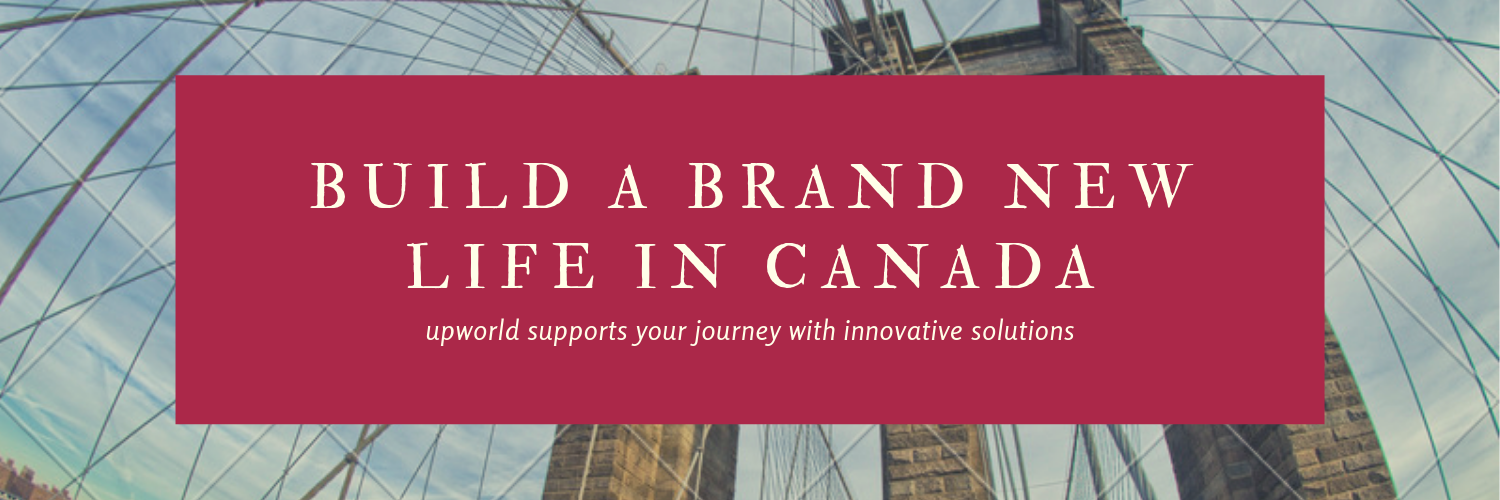 BUILD A BRAND NEW
LIFE IN CANADA
upworld supports your journey with innovative solutions